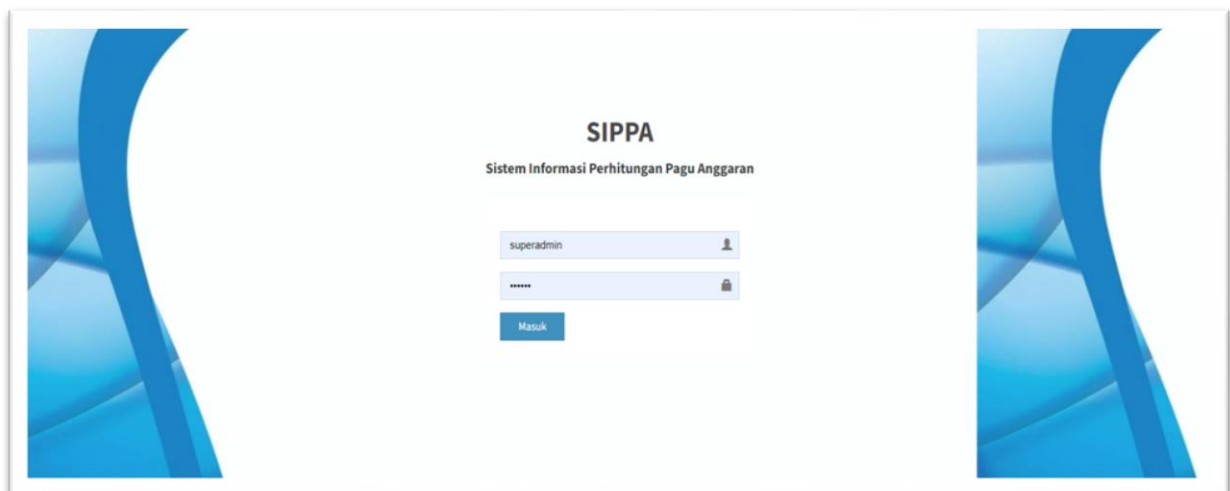 SIPPA
Sistem Informasi Perhitungan Pagu Anggaran
superadmin
••••••
Masuk